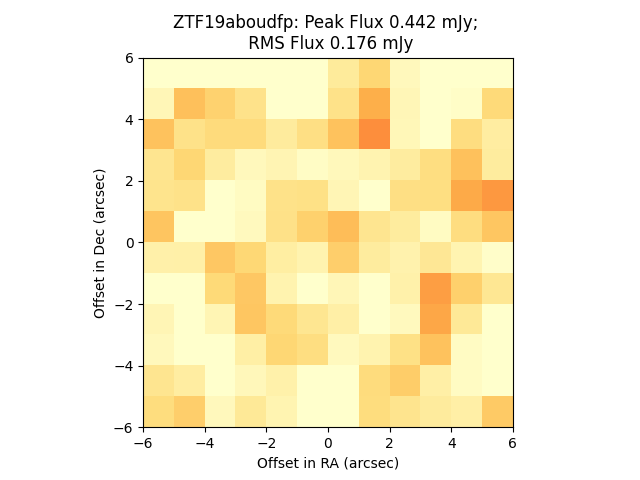 ZTF19aboudfp: Peak Flux 0.442 mJy;
RMS Flux 0.176 mJy
6
4
2
0
−2
−4
−6
Offset in Dec (arcsec)
−6 −4 −2 0 2 4 6
Offset in RA (arcsec)